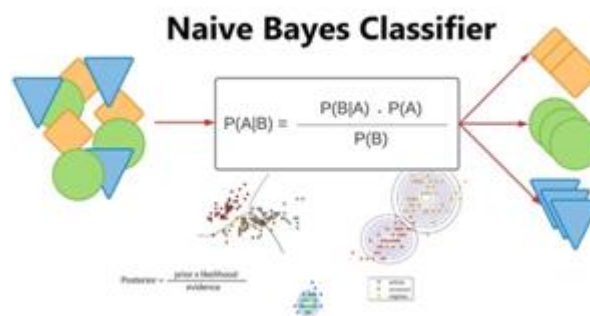 Naive Bayes Classifier
P(A|B) = P(B|A) . P(A)
P(B)
Posterior = prior x likelihood
evidence